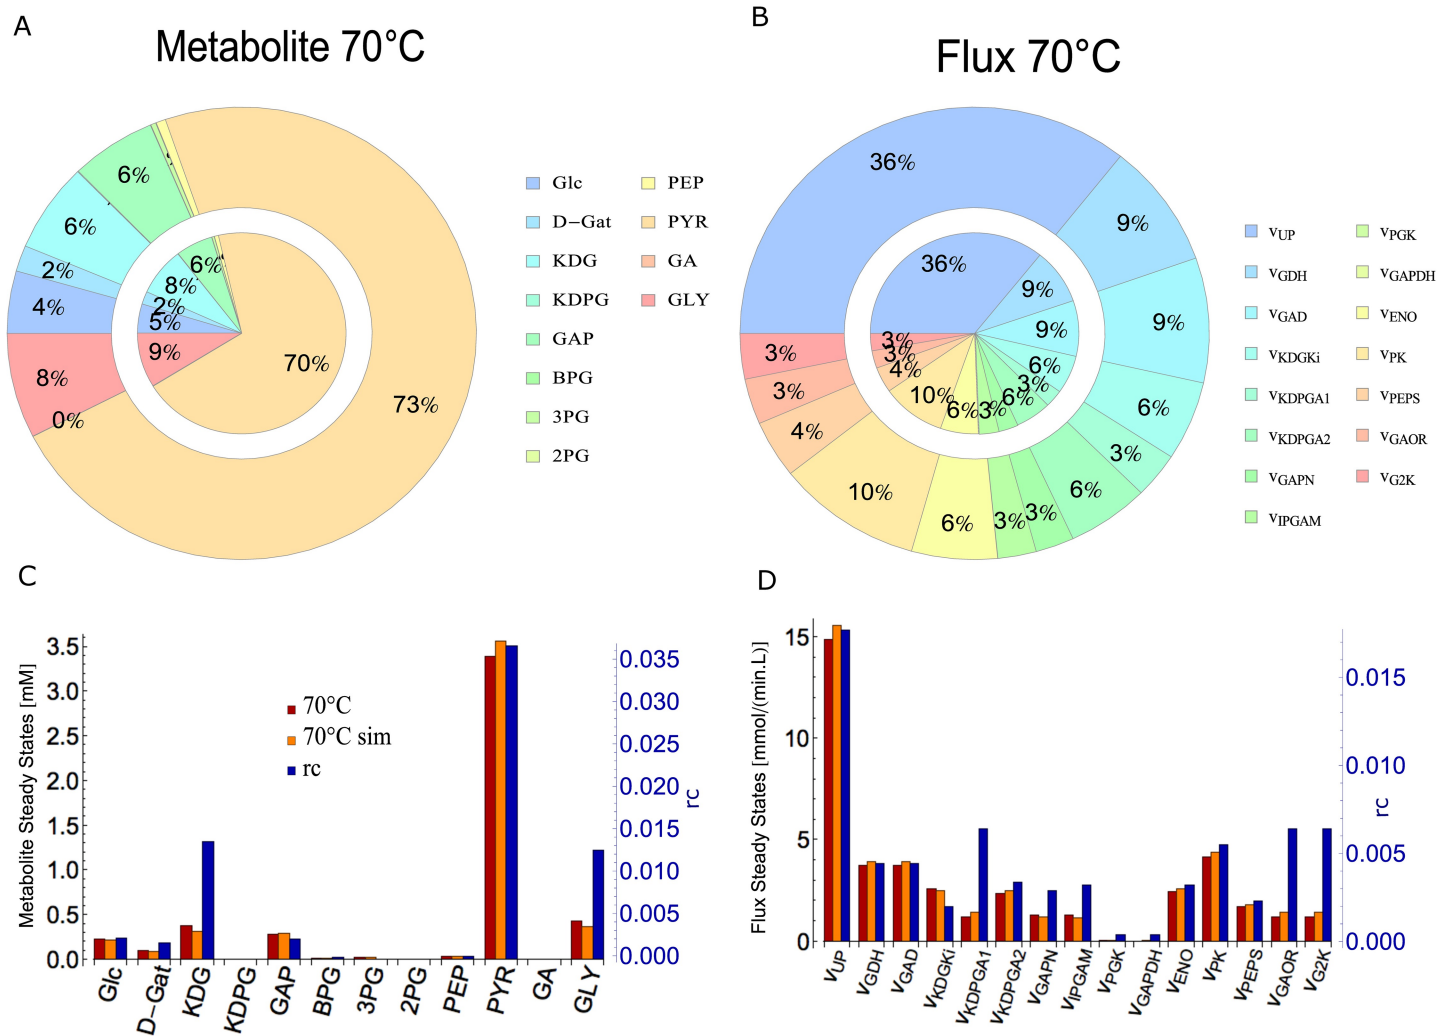 A
Metabolite 70°C
6%
6%
2%
4%
8%
0%
73%
6%
8%
2%
5%
9%
70%
Glc
D–Gat
KDG
KDPG
GAP
BPG
3PG
2PG
PEP
PYR
GA
GLY
B
Flux 70°C
36%
9%
9%
6%
3%
6%
3%
3%
6%
10%
4%
3%
3%
36%
9%
9%
6%
3%
6%
3%
6%
10%
4%
3%
3%
vUP
vGDH
vGAD
vKDGKi
vKDPGA1
vKDPGA2
vGAPN
vIPGAM
vPGK
vGAPDH
vENO
vPK
vPEPS
vGAOR
vG2K
C
Metabolite Steady States [mM]
3.5
3.0
2.5
2.0
1.5
1.0
0.5
0.0
70°C
70°C sim
rc
0.035
0.030
0.025
0.020
0.015
0.010
0.005
0.000
rc
Glc
D–Gat
KDG
KDPG
GAP
BPG
3PG
2PG
PEP
PYR
GA
GLY
D
Flux Steady States [mmol/(min.L)]
15
10
5
0
0.015
0.010
0.005
0.000
rc
vUP
vGDH
vGAD
vKDGKi
vKDPGA1
vKDPGA2
vGAPN
vIPGAM
vPGK
vGAPDH
vENO
vPK
vPEPS
vGAOR
vG2K